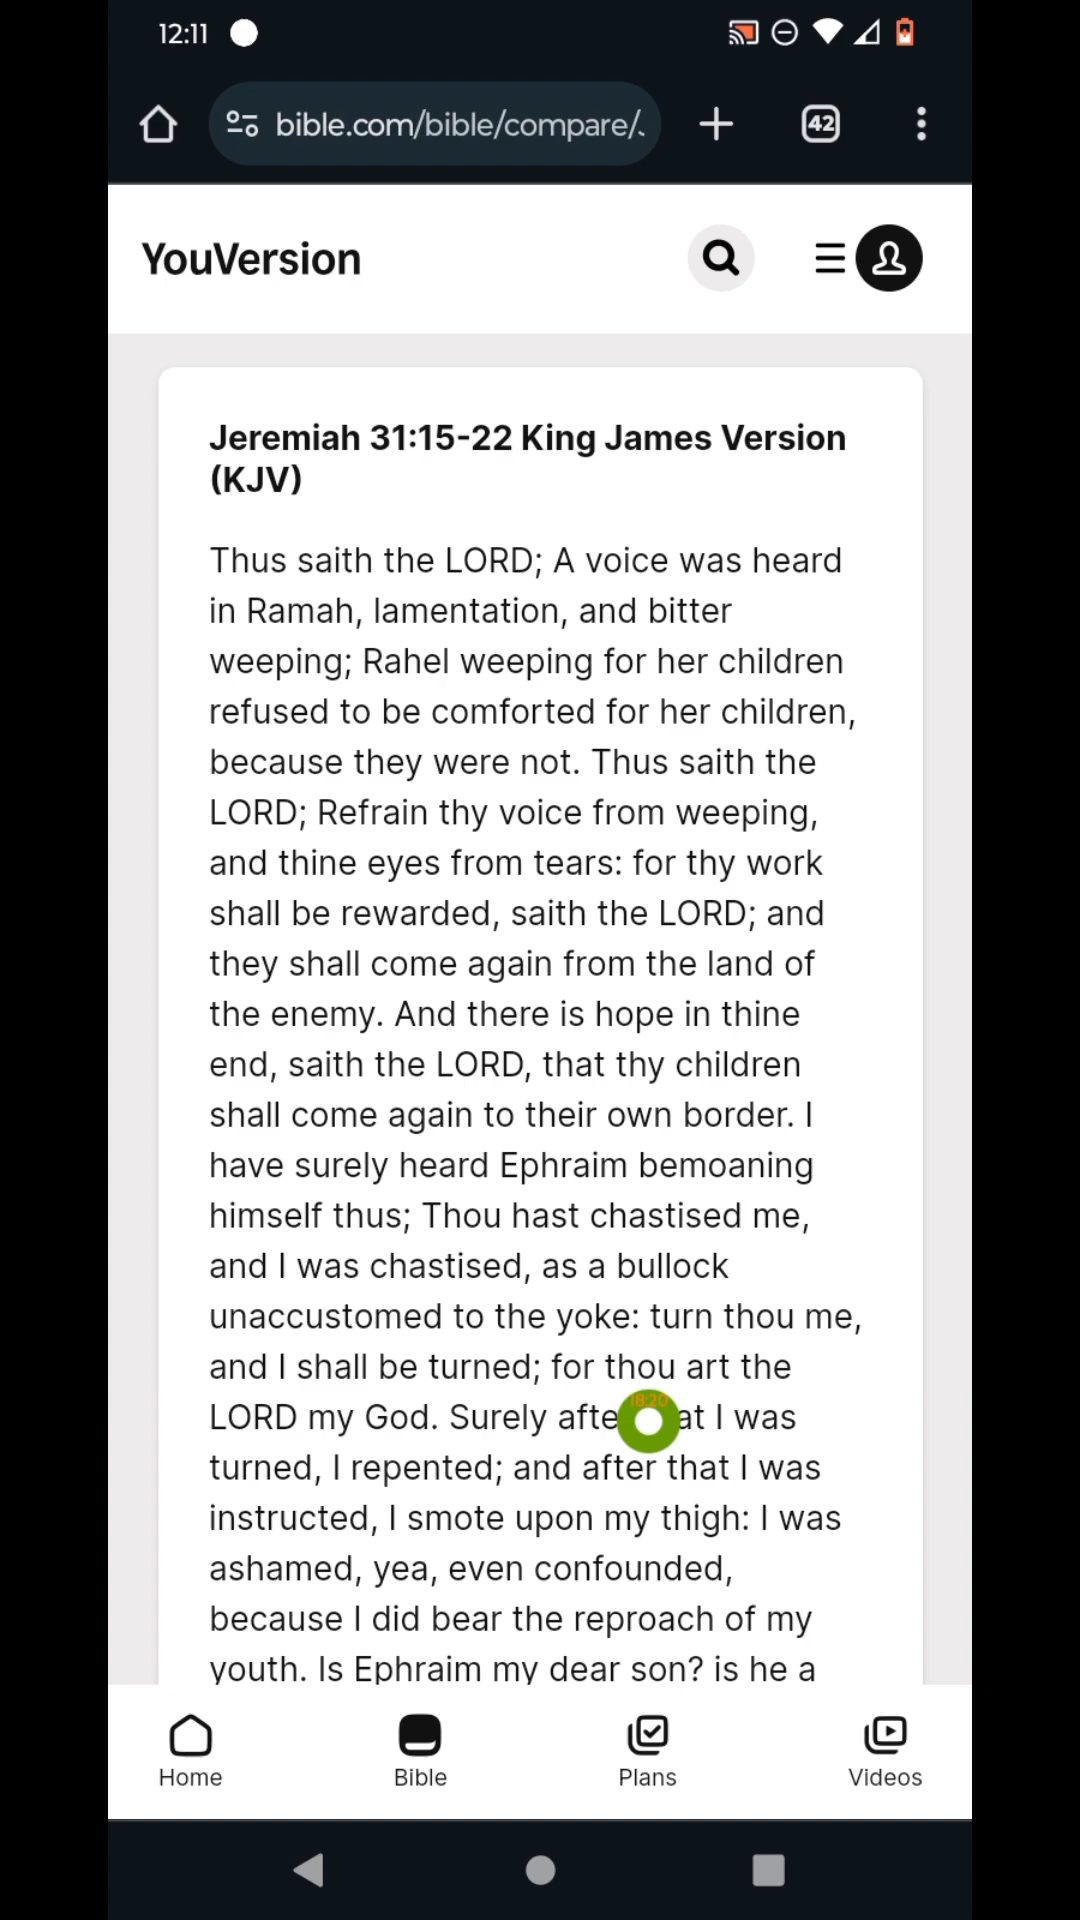 12:11
bible.com/bible/compare/
42
YouVersion
Jeremiah 31:15-22 King James Version
(KJV)
Thus saith the LORD; A voice was heard
in Ramah, lamentation, and bitter
weeping; Rahel weeping for her children
refused to be comforted for her children,
because they were not. Thus saith the
LORD; Refrain thy voice from weeping,
and thine eyes from tears: for thy work
shall be rewarded, saith the LORD; and
they shall come again from the land of
the enemy. And there is hope in thine
end, saith the LORD, that thy children
shall come again to their own border. I
have surely heard Ephraim bemoaning
himself thus; Thou hast chastised me,
and I was chastised, as a bullock
unaccustomed to the yoke: turn thou me,
and I shall be turned; for thou art the
18:20
LORD my God. Surely afte at I was
turned, I repented; and after that I was
instructed, I smote upon my thigh: I was
ashamed, yea, even confounded,
because I did bear the reproach of my
youth. Is Ephraim my dear son? is he a
Home
Bible
Plans
Videos